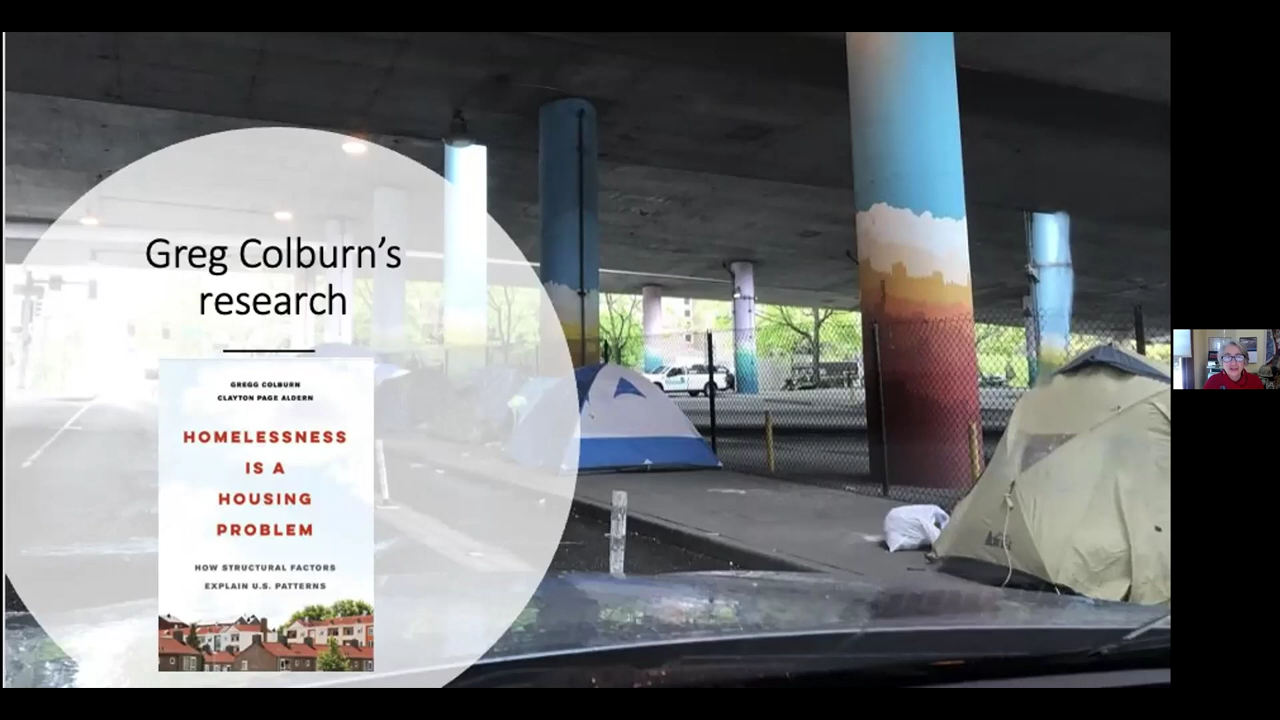 Greg Colburn’s
research
GREGG COLBURN
CLAYTON PAGE ALDERN
HOMELESSNESS
IS A
HOUSING
PROBLEM
HOW STRUCTURAL FACTORS
EXPLAIN U.S. PATTERNS